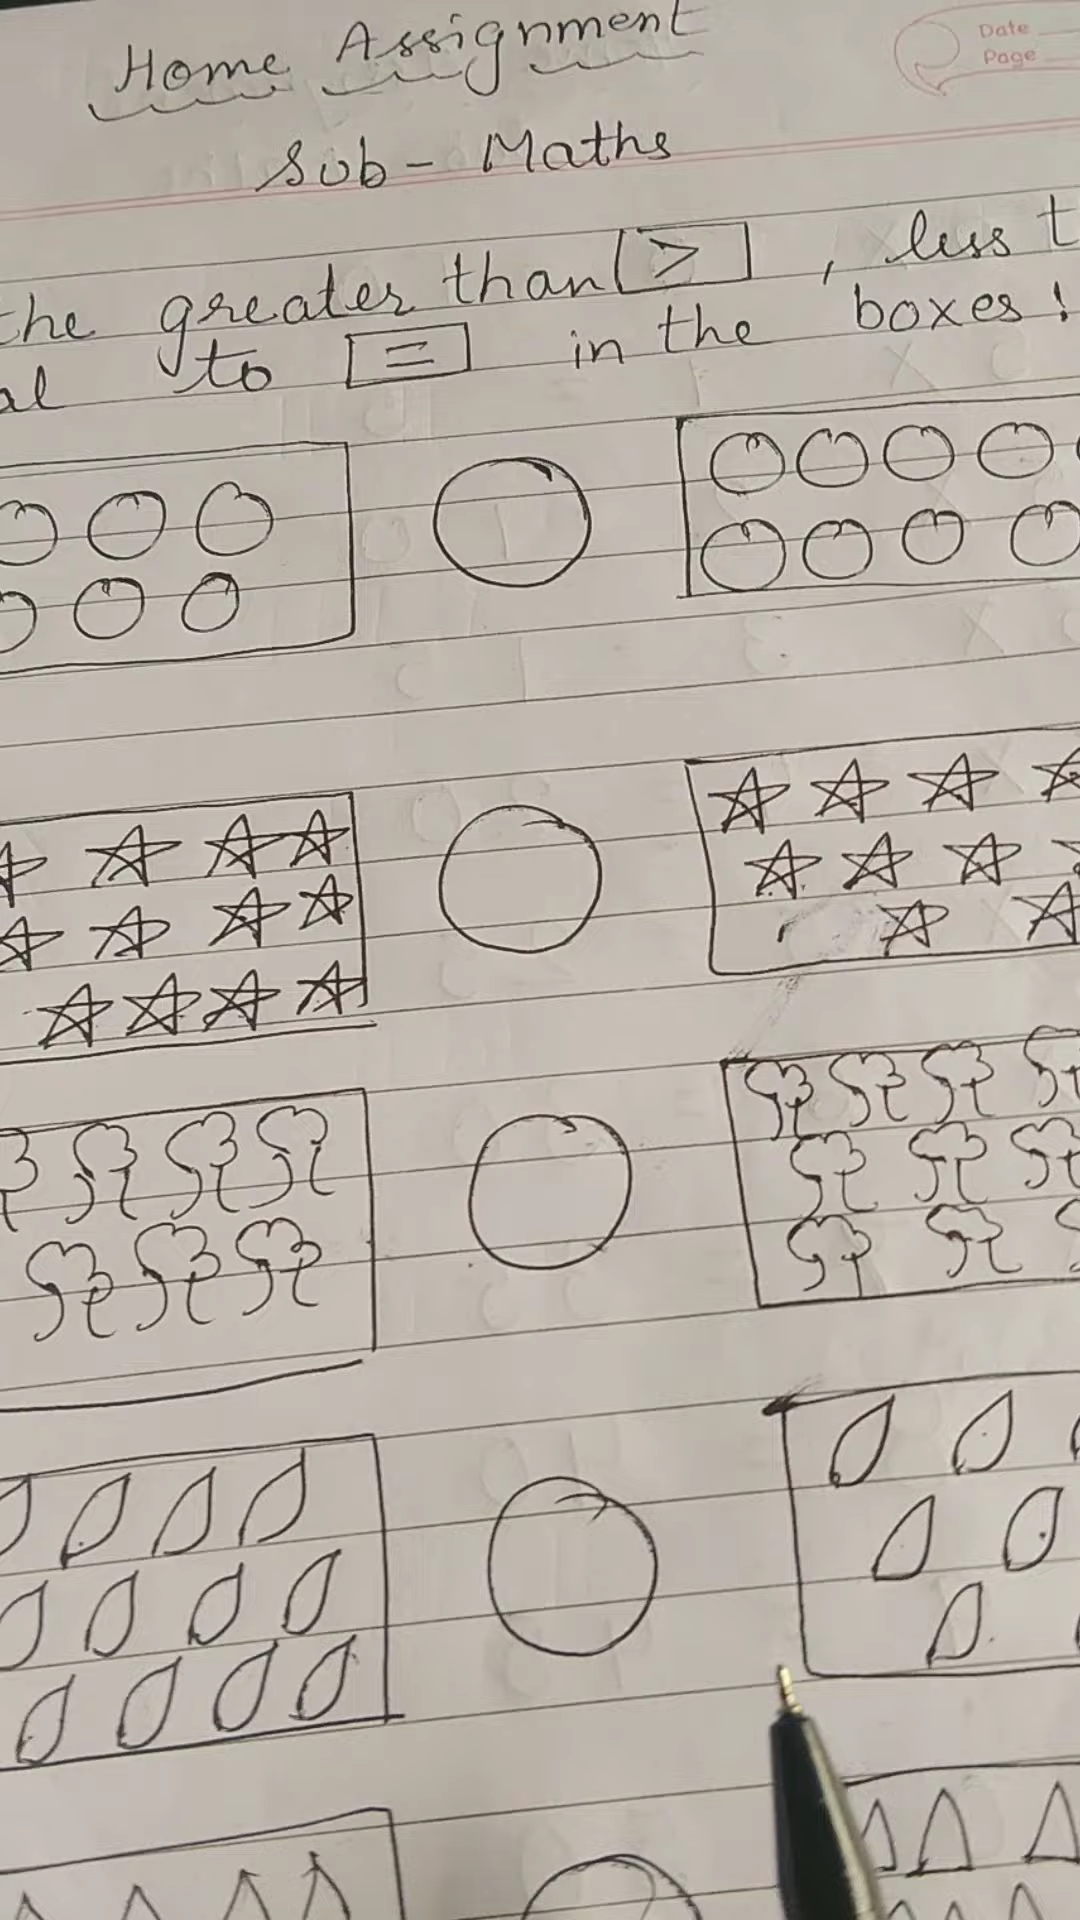 Home Assignment
Date
Page
Sub - Maths
the greater than > , less t
al to = in the boxes!